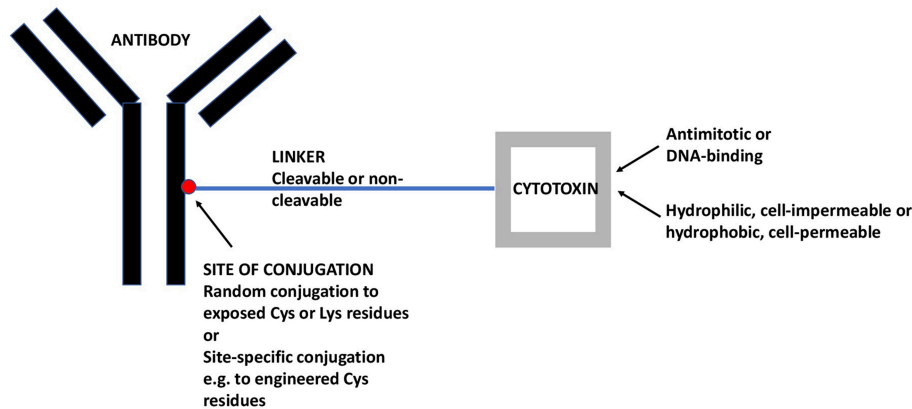 ANTIBODY
LINKER
Cleavable or non-
cleavable
CYTOTOXIN
Antimitotic or
DNA-binding
Hydrophilic, cell-impermeable or
hydrophobic, cell-permeable
SITE OF CONJUGATION
Random conjugation to
exposed Cys or Lys residues
or
Site-specific conjugation
e.g. to engineered Cys
residues